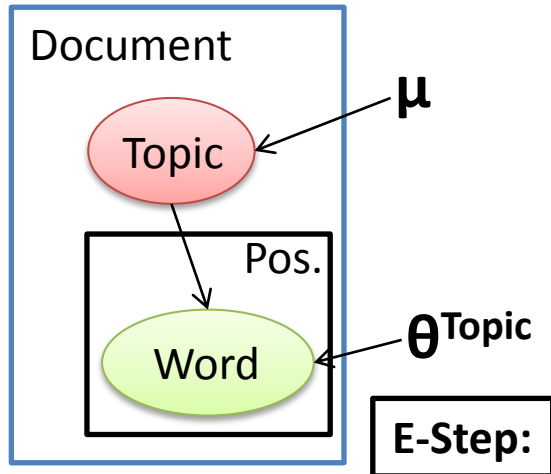 Document
μ
Topic
Pos.
Word
θTopic
E-Step: